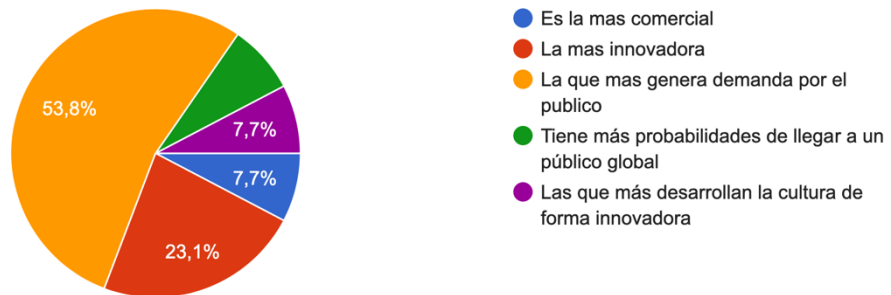 53,8%
7,7%
7,7%
23,1%
Es la mas comercial
La mas innovadora
La que mas genera demanda por el
publico
Tiene más probabilidades de llegar a un
público global
Las que más desarrollan la cultura de
forma innovadora